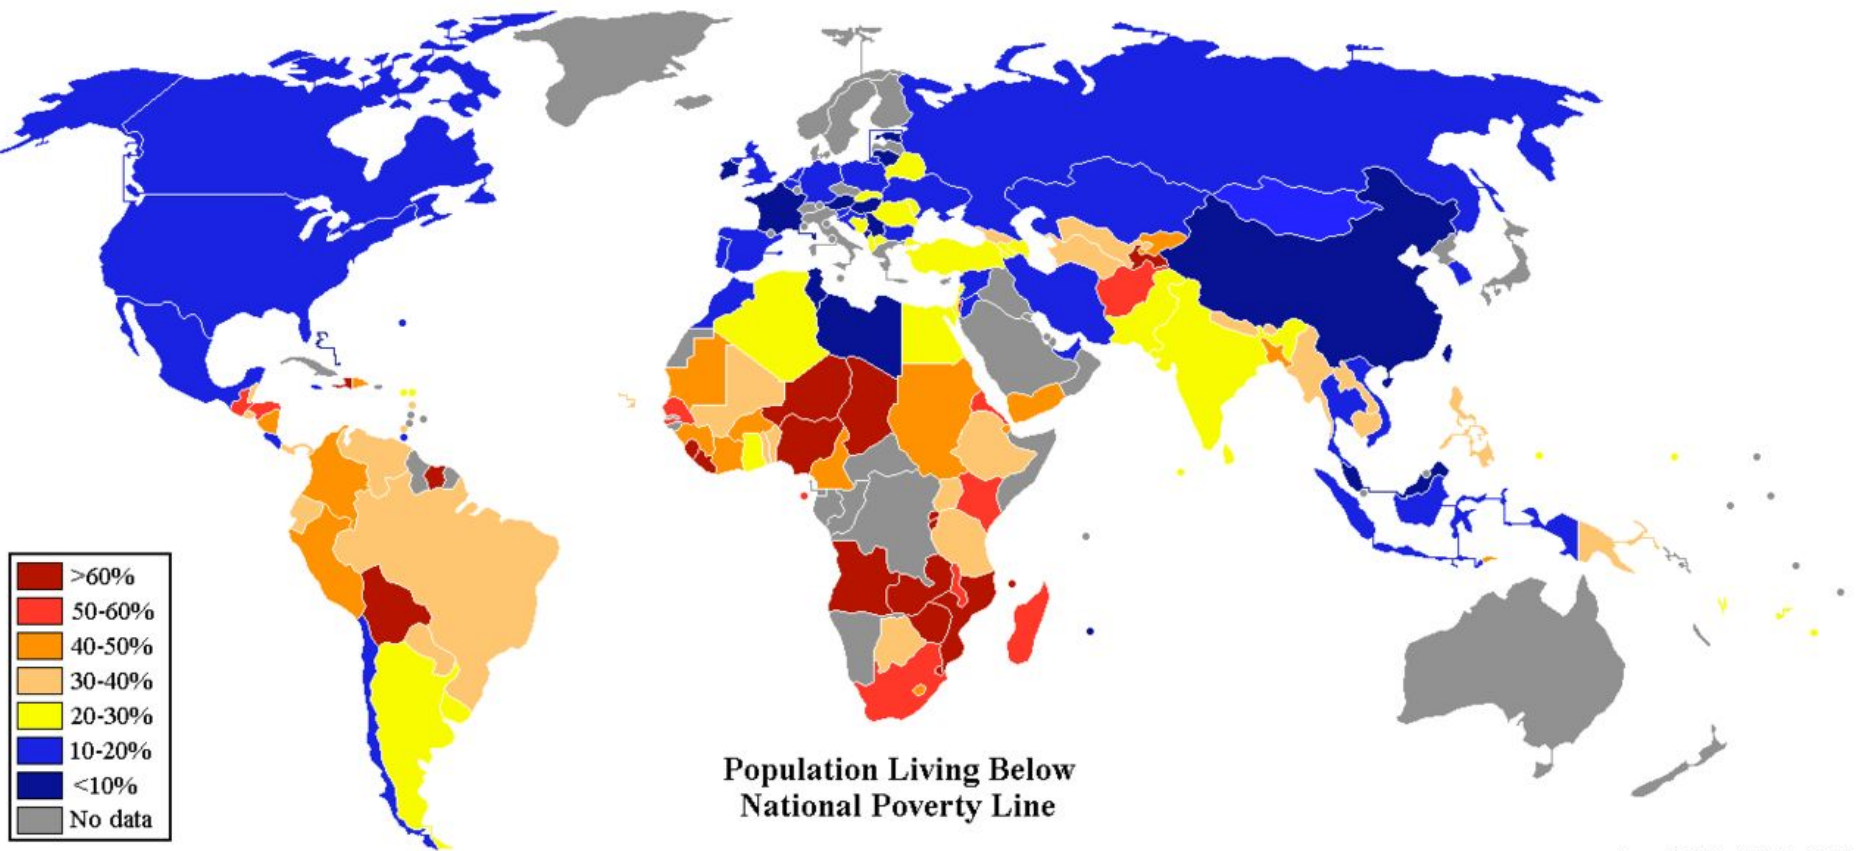 >60%
50-60%
40-50%
30-40%
20-30%
10-20%
<10%
No data
Population Living Below
National Poverty Line